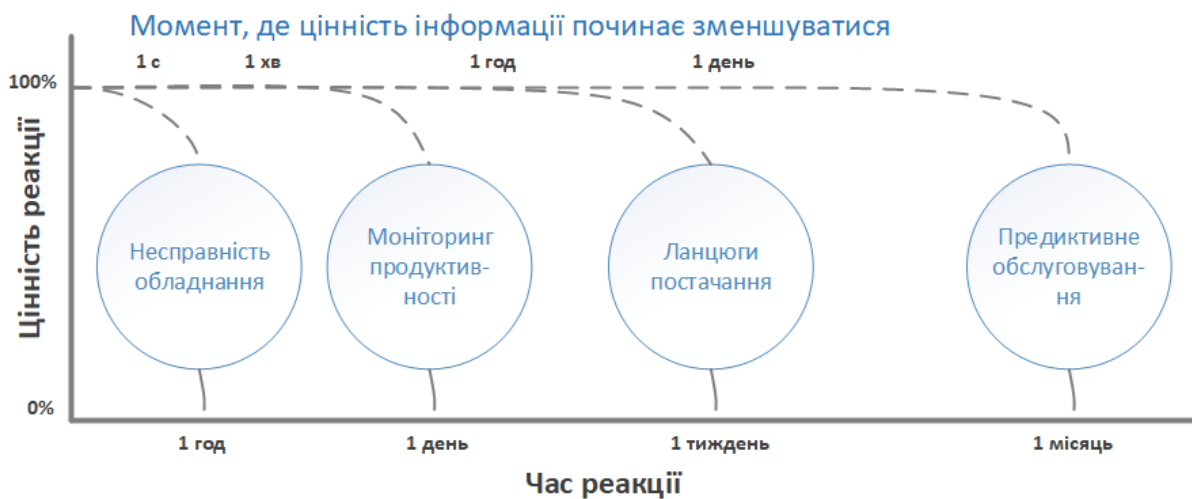 Момент, де цінність інформації починає зменшуватися
1 с
1 хв
1 год
1 день
100%
Цінність реакції
Несправність
обладнання
Моніторинг
продуктив-
ності
Ланцюги
постачання
Предиктивне
обслуговуван-
ня
0%
1 год
1 день
1 тиждень
1 місяць
Час реакції